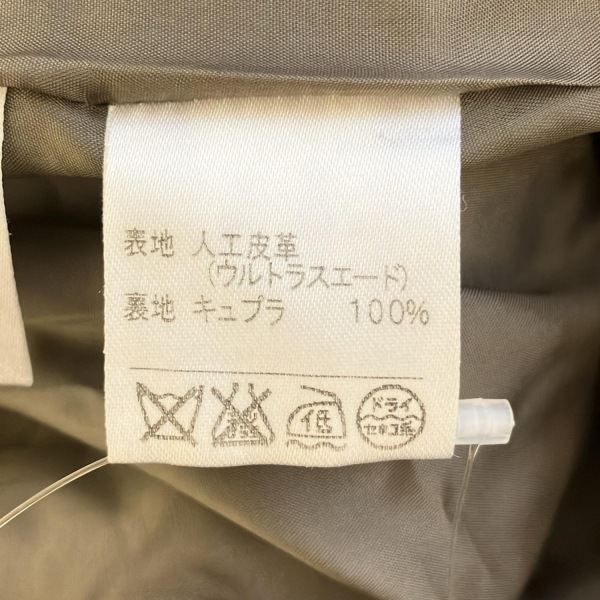 表地 人工皮革
(ウルトラスエード)
裏地 キュプラ 100%
低 ドライ
セキユ系